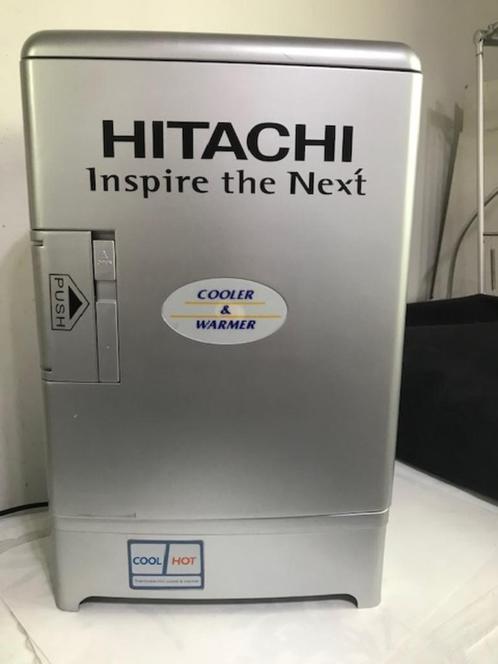 HITACHI
Inspire the Next
PUSH
COOLER
&
WARMER
COOL HOT